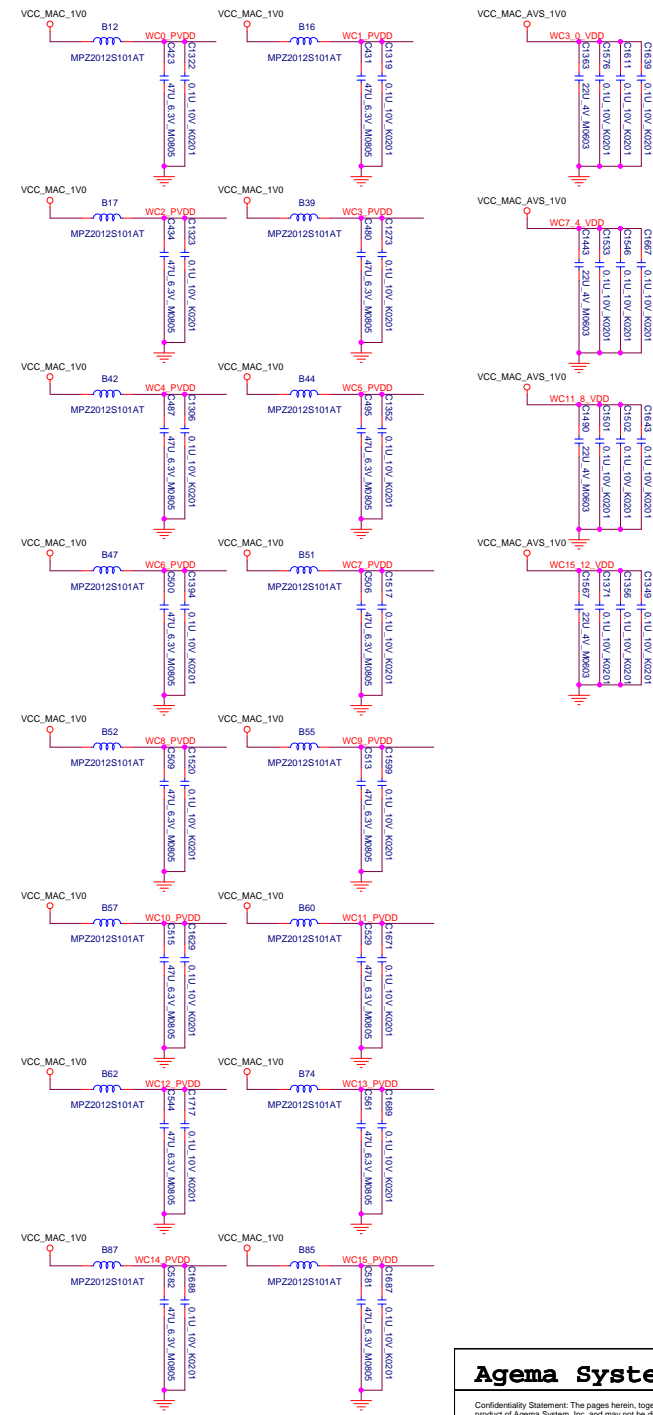 VCC_MAC_1V0
B12
MPZ2012S101AT
WC0_PVDD
C423
47U_6.3V_M0805
C1322
0.1U_10V_K0201
VCC_MAC_1V0
B16
MPZ2012S101AT
WC1_PVDD
C431
47U_6.3V_M0805
C1319
0.1U_10V_K0201
VCC_MAC_AVS_1V0
WC3_0_VDD
C1363
22U_4V_M0603
C1576
0.1U_10V_K0201
C1611
0.1U_10V_K0201
C1639
0.1U_10V_K0201
VCC_MAC_1V0
B17
MPZ2012S101AT
WC2_PVDD
C434
47U_6.3V_M0805
C1323
0.1U_10V_K0201
VCC_MAC_1V0
B39
MPZ2012S101AT
WC3_PVDD
C480
47U_6.3V_M0805
C1273
0.1U_10V_K0201
VCC_MAC_AVS_1V0
WC7_4_VDD
C1443
22U_4V_M0603
C1533
0.1U_10V_K0201
C1546
0.1U_10V_K0201
C1667
0.1U_10V_K0201
VCC_MAC_1V0
B42
MPZ2012S101AT
WC4_PVDD
C487
47U_6.3V_M0805
C1306
0.1U_10V_K0201
VCC_MAC_1V0
B44
MPZ2012S101AT
WC5_PVDD
C495
47U_6.3V_M0805
C1352
0.1U_10V_K0201
VCC_MAC_AVS_1V0
WC11_8_VDD
C1490
22U_4V_M0603
C1501
0.1U_10V_K0201
C1502
0.1U_10V_K0201
C1643
0.1U_10V_K0201
VCC_MAC_1V0
B47
MPZ2012S101AT
WC6_PVDD
C500
47U_6.3V_M0805
C1394
0.1U_10V_K0201
VCC_MAC_1V0
B51
MPZ2012S101AT
WC7_PVDD
C506
47U_6.3V_M0805
C1517
0.1U_10V_K0201
VCC_MAC_AVS_1V0
WC15_12_VDD
C1567
22U_4V_M0603
C1371
0.1U_10V_K0201
C1356
0.1U_10V_K0201
C1349
0.1U_10V_K0201
VCC_MAC_1V0
B52
MPZ2012S101AT
WC8_PVDD
C509
47U_6.3V_M0805
C1520
0.1U_10V_K0201
VCC_MAC_1V0
B55
MPZ2012S101AT
WC9_PVDD
C513
47U_6.3V_M0805
C1599
0.1U_10V_K0201
VCC_MAC_1V0
B57
MPZ2012S101AT
WC10_PVDD
C515
47U_6.3V_M0805
C1629
0.1U_10V_K0201
VCC_MAC_1V0
B60
MPZ2012S101AT
WC11_PVDD
C529
47U_6.3V_M0805
C1671
0.1U_10V_K0201
VCC_MAC_1V0
B62
MPZ2012S101AT
WC12_PVDD
C544
47U_6.3V_M0805
C1717
0.1U_10V_K0201
VCC_MAC_1V0
B74
MPZ2012S101AT
WC13_PVDD
C561
47U_6.3V_M0805
C1689
0.1U_10V_K0201
VCC_MAC_1V0
B87
MPZ2012S101AT
WC14_PVDD
C582
47U_6.3V_M0805
C1688
0.1U_10V_K0201
VCC_MAC_1V0
B85
MPZ2012S101AT
WC15_PVDD
C581
47U_6.3V_M0805
C1687
0.1U_10V_K0201
Agema Syste
Confidentiality Statement: The pages herein, toge
product of Agema System, Inc. and may not be d